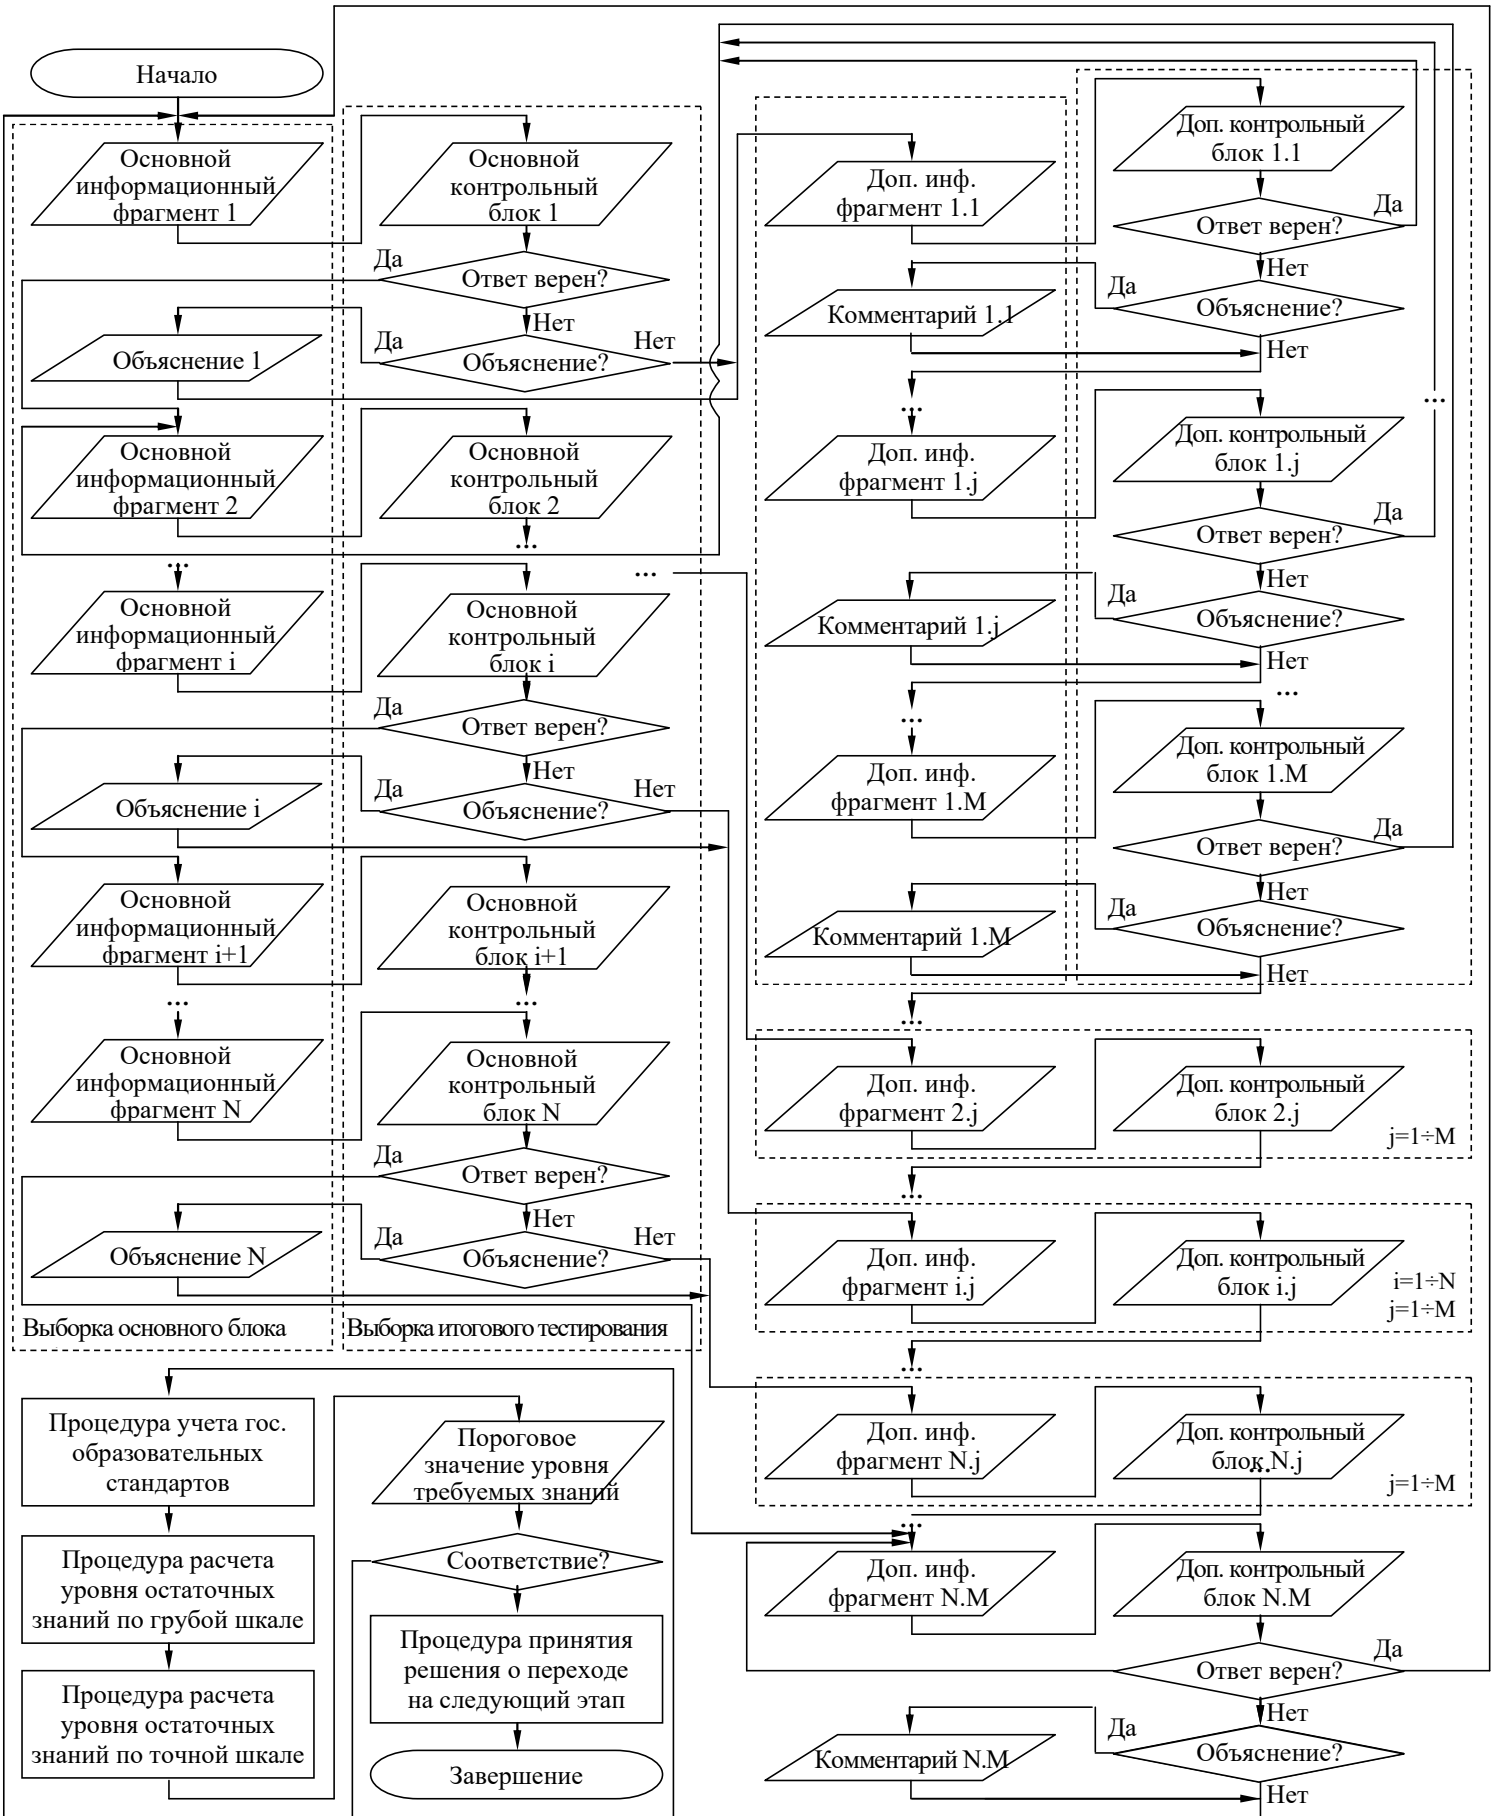 Начало
Основной
информационный
фрагмент 1
Основной
контрольный
блок 1
Да
Ответ верен?
Нет
Да
Объяснение?
Нет
Объяснение 1
Основной
информационный
фрагмент 2
Основной
контрольный
блок 2
...
...
...
Основной
информационный
фрагмент i
Основной
контрольный
блок i
Да
Ответ верен?
Нет
Да
Объяснение?
Нет
Объяснение i
Основной
информационный
фрагмент i+1
Основной
контрольный
блок i+1
...
...
Основной
информационный
фрагмент N
Основной
контрольный
блок N
Да
Ответ верен?
Нет
Да
Объяснение?
Нет
Объяснение N
Выборка основного блока
Выборка итогового тестирования
Доп. инф.
фрагмент 1.1
Доп. контрольный
блок 1.1
Да
Ответ верен?
Нет
Да
Объяснение?
Нет
Комментарий 1.1
...
...
Доп. инф.
фрагмент 1.j
Доп. контрольный
блок 1.j
Да
Ответ верен?
Нет
Да
Объяснение?
Нет
Комментарий 1.j
...
...
Доп. инф.
фрагмент 1.M
Доп. контрольный
блок 1.M
Да
Ответ верен?
Нет
Да
Объяснение?
Нет
Комментарий 1.M
...
Доп. инф.
фрагмент 2.j
Доп. контрольный
блок 2.j
j=1÷M
...
Доп. инф.
фрагмент i.j
Доп. контрольный
блок i.j
i=1÷N
j=1÷M
...
Доп. инф.
фрагмент N.j
Доп. контрольный
блок N.j
...
j=1÷M
...
Доп. инф.
фрагмент N.M
Доп. контрольный
блок N.M
Да
Ответ верен?
Нет
Да
Объяснение?
Нет
Комментарий N.M
Процедура учета гос.
образовательных
стандартов
Процедура расчета
уровня остаточных
знаний по грубой шкале
Процедура расчета
уровня остаточных
знаний по точной шкале
Пороговое
значение уровня
требуемых знаний
Соответствие?
Процедура принятия
решения о переходе
на следующий этап
Завершение